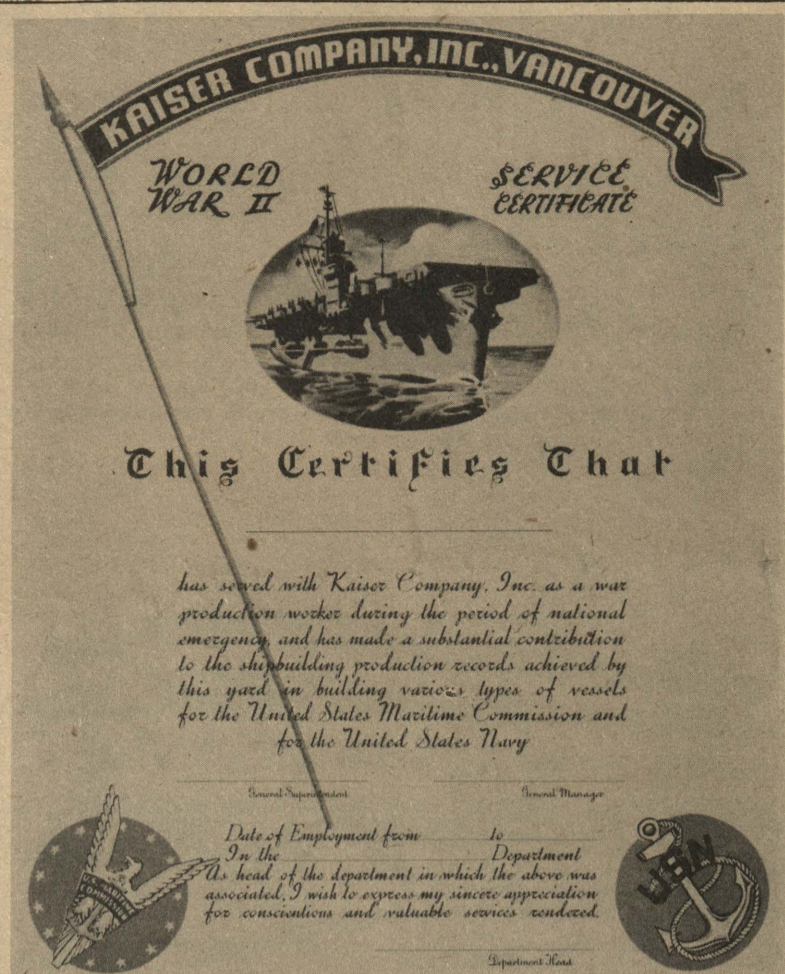 KAISER COMPANY, INC., VANCOUVER
WORLD WAR II
SERVICE CERTIFICATE
This Certifies That
has served with Kaiser Company, Inc. as a war
production worker during the period of national
emergency, and has made a substantial contribution
to the shipbuilding production records achieved by
this yard in building various types of vessels
for the United States Maritime Commission and
for the United States Navy
General Superintendent
General Manager
Date of Employment from to
In the Department
As head of the department in which the above was
associated, I wish to express my sincere appreciation
for conscientious and valuable services rendered.
Department Head
U.S. MARITIME
COMMISSION
USN